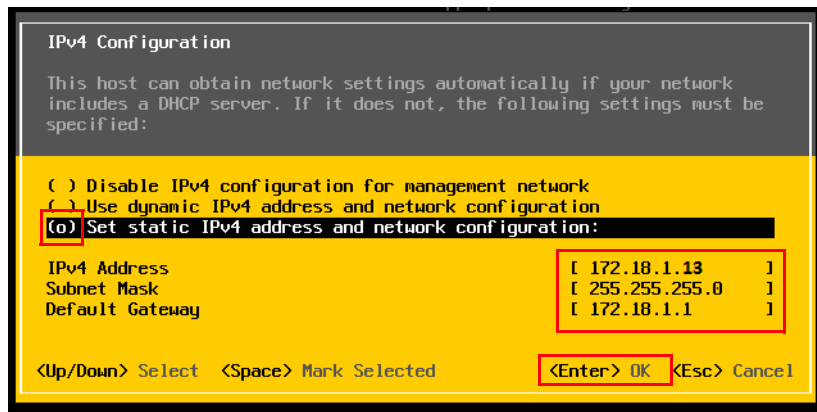 IPv4 Configuration
This host can obtain network settings automatically if your network
includes a DHCP server. If it does not, the following settings must be
specified:
( ) Disable IPv4 configuration for management network
( ) Use dynamic IPv4 address and network configuration
(o) Set static IPv4 address and network configuration:
IPv4 Address [ 172.18.1.13 ]
Subnet Mask [ 255.255.255.0 ]
Default Gateway [ 172.18.1.1 ]
<Up/Down> Select <Space> Mark Selected <Enter> OK <Esc> Cancel